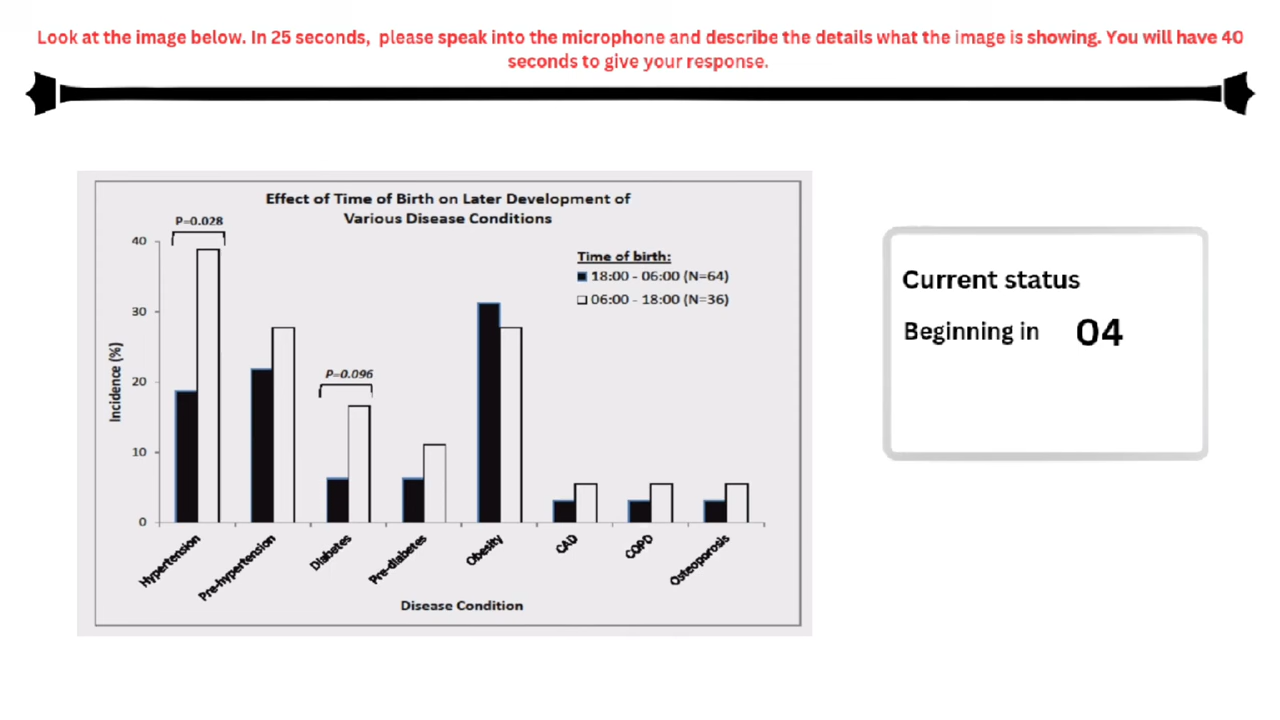 Look at the image below. In 25 seconds, please speak into the microphone and describe the details what the image is showing. You will have 40
seconds to give your response.
Effect of Time of Birth on Later Development of
Various Disease Conditions
P=0.028
Time of birth:
18:00 - 06:00 (N=64)
06:00 - 18:00 (N=36)
P=0.096
Incidence (%)
40
30
20
10
0
Hypertension
Pre-hypertension
Diabetes
Pre-diabetes
Obesity
CAD
COPD
Osteoporosis
Disease Condition
Current status
Beginning in 04